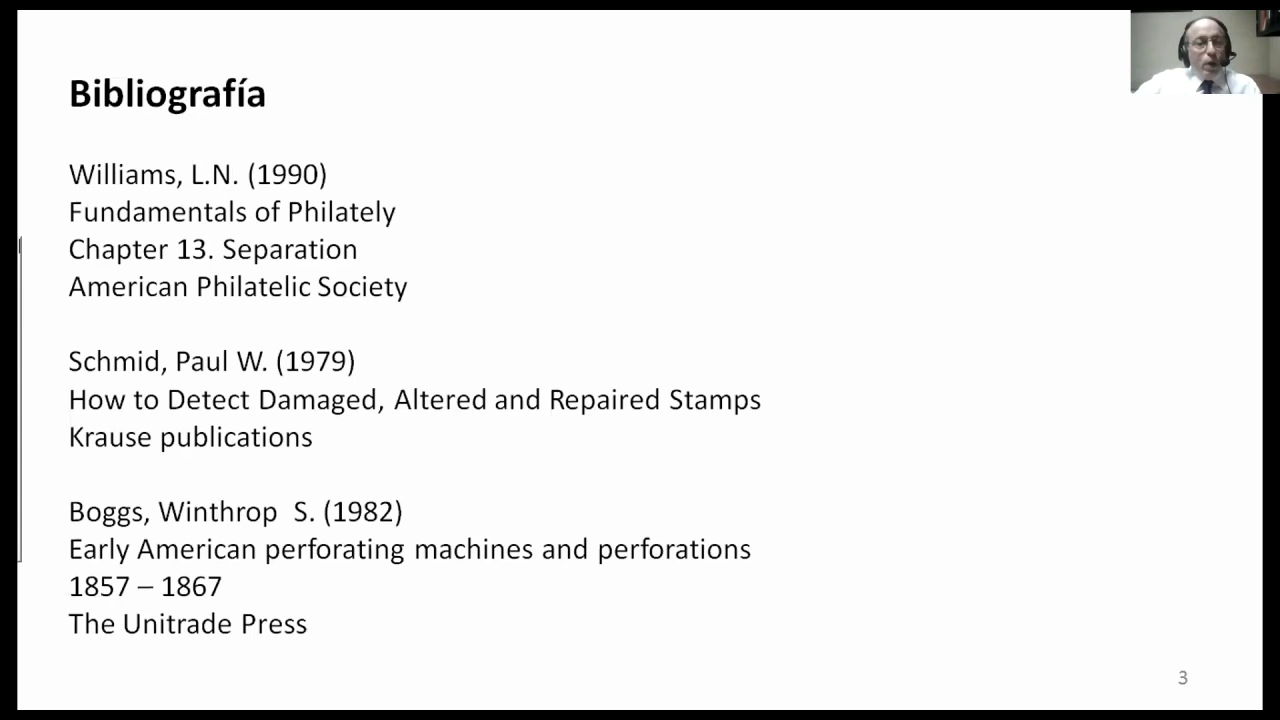 Bibliografía
Williams, L.N. (1990)
Fundamentals of Philately
Chapter 13. Separation
American Philatelic Society
Schmid, Paul W. (1979)
How to Detect Damaged, Altered and Repaired Stamps
Krause publications
Boggs, Winthrop  S. (1982)
Early American perforating machines and perforations
1857 – 1867
The Unitrade Press
3